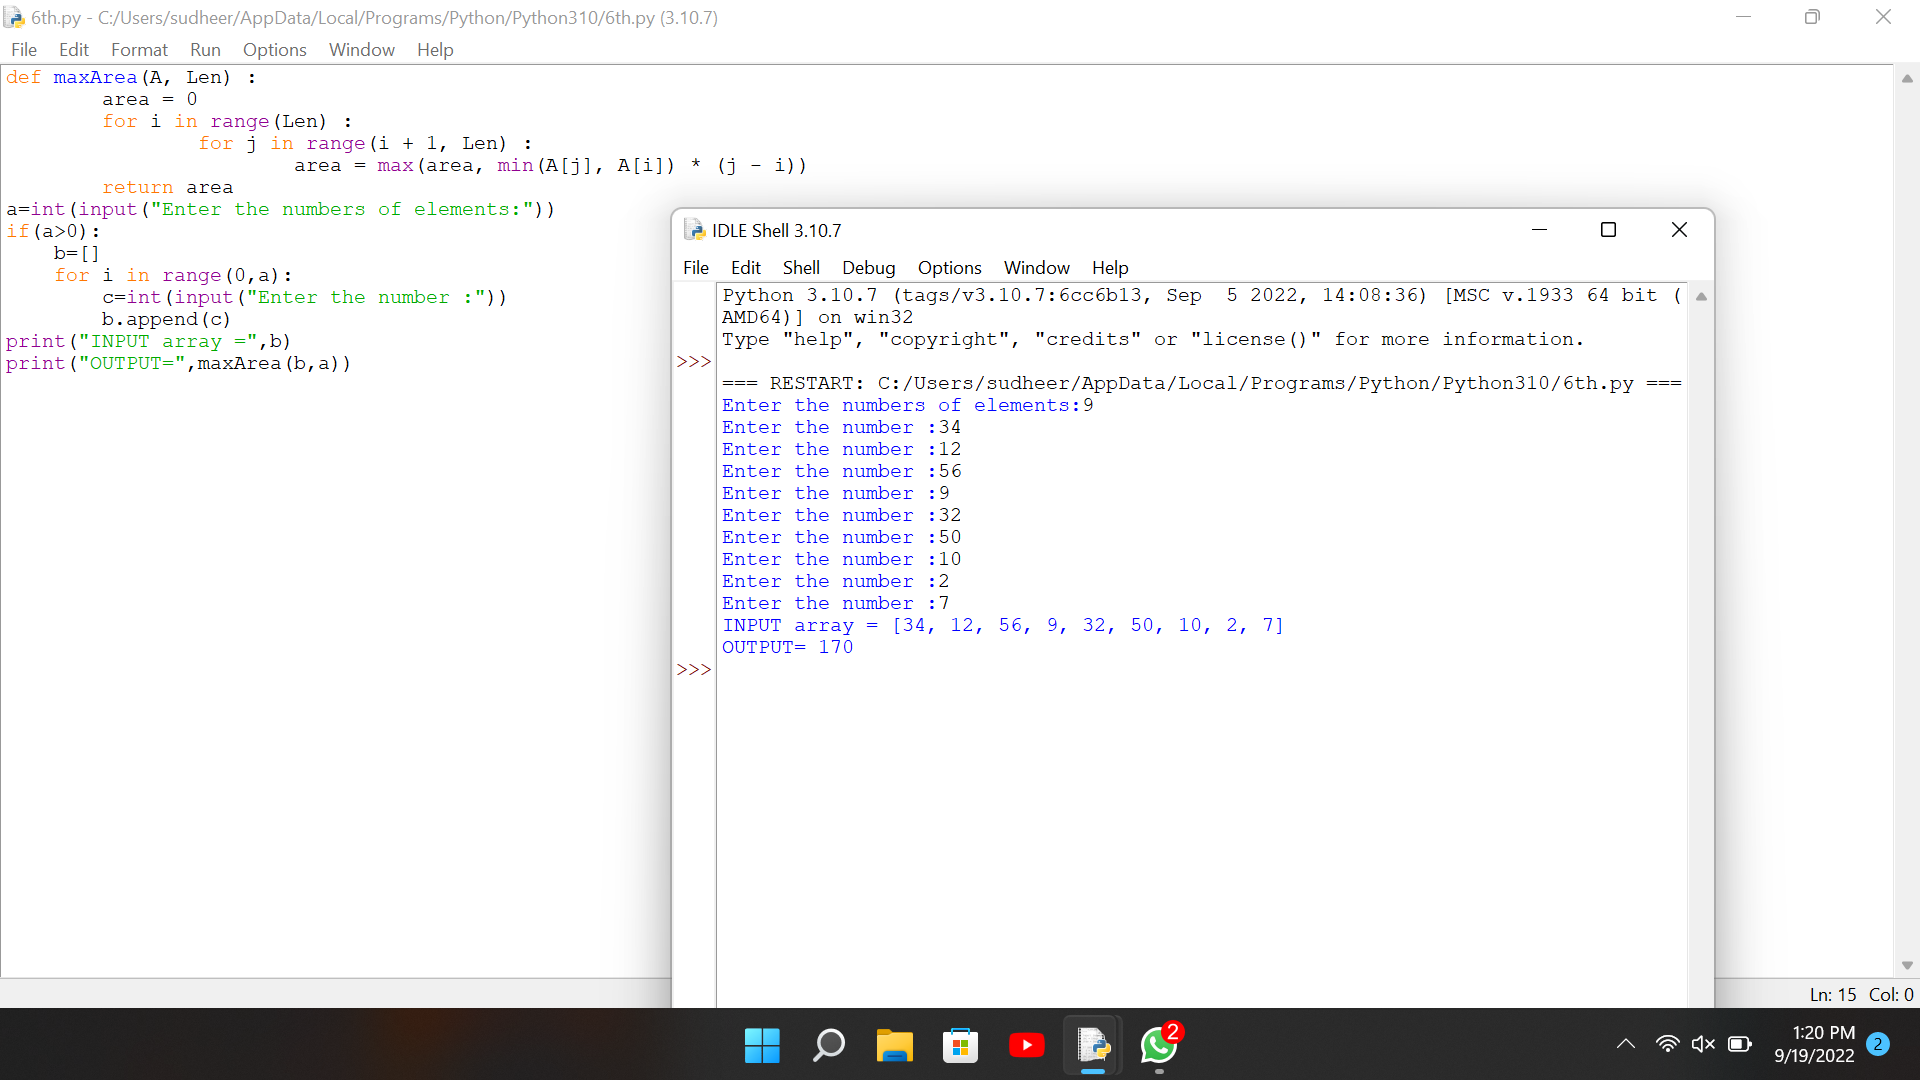 6th.py - C:/Users/sudheer/AppData/Local/Programs/Python/Python310/6th.py (3.10.7)
File Edit Format Run Options Window Help
def maxArea(A, Len) :
        area = 0
        for i in range(Len) :
                for j in range(i + 1, Len) :
                        area = max(area, min(A[j], A[i]) * (j - i))
        return area
a=int(input("Enter the numbers of elements:"))
if(a>0):
    b=[]
    for i in range(0,a):
        c=int(input("Enter the number :"))
        b.append(c)
print("INPUT array =",b)
print("OUTPUT=",maxArea(b,a))
IDLE Shell 3.10.7
File Edit Shell Debug Options Window Help
Python 3.10.7 (tags/v3.10.7:6cc6b13, Sep  5 2022, 14:08:36) [MSC v.1933 64 bit (
AMD64)] on win32
Type "help", "copyright", "credits" or "license()" for more information.
>>>
=== RESTART: C:/Users/sudheer/AppData/Local/Programs/Python/Python310/6th.py ===
Enter the numbers of elements:9
Enter the number :34
Enter the number :12
Enter the number :56
Enter the number :9
Enter the number :32
Enter the number :50
Enter the number :10
Enter the number :2
Enter the number :7
INPUT array = [34, 12, 56, 9, 32, 50, 10, 2, 7]
OUTPUT= 170
>>>
Ln: 15 Col: 0
2
1:20 PM
9/19/2022
2